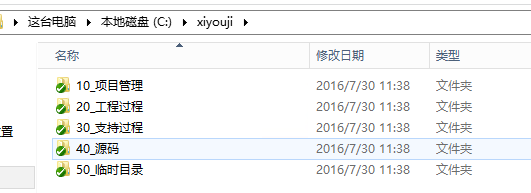 这台电脑 › 本地磁盘 (C:) › xiyouji ›
名称 修改日期 类型
10_项目管理 2016/7/30 11:38 文件夹
20_工程过程 2016/7/30 11:38 文件夹
30_支持过程 2016/7/30 11:38 文件夹
置
40_源码 2016/7/30 11:38 文件夹
50_临时目录 2016/7/30 11:38 文件夹